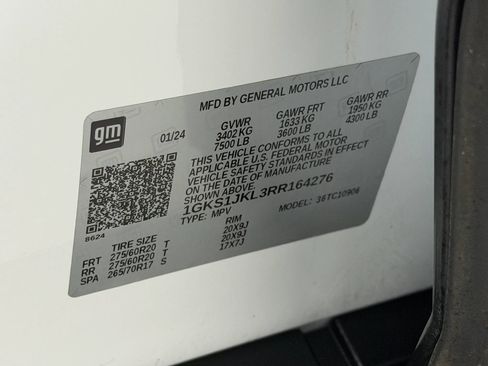 MFD BY GENERAL MOTORS LLC
gm
01/24
GVWR GAWR FRT GAWR RR
3402 KG 1633 KG 1950 KG
7500 LB 3600 LB 4300 LB
THIS VEHICLE CONFORMS TO ALL
APPLICABLE U.S. FEDERAL MOTOR
VEHICLE SAFETY STANDARDS IN EFFECT
ON THE DATE OF MANUFACTURE
SHOWN ABOVE.
1GKS1JKL3RR164276
TYPE: MPV MODEL:
8624
TIRE SIZE RIM
FRT 275/60R20 T 20X9J
RR 275/60R20 T 20X9J
SPA 265/70R17 S 17X7J